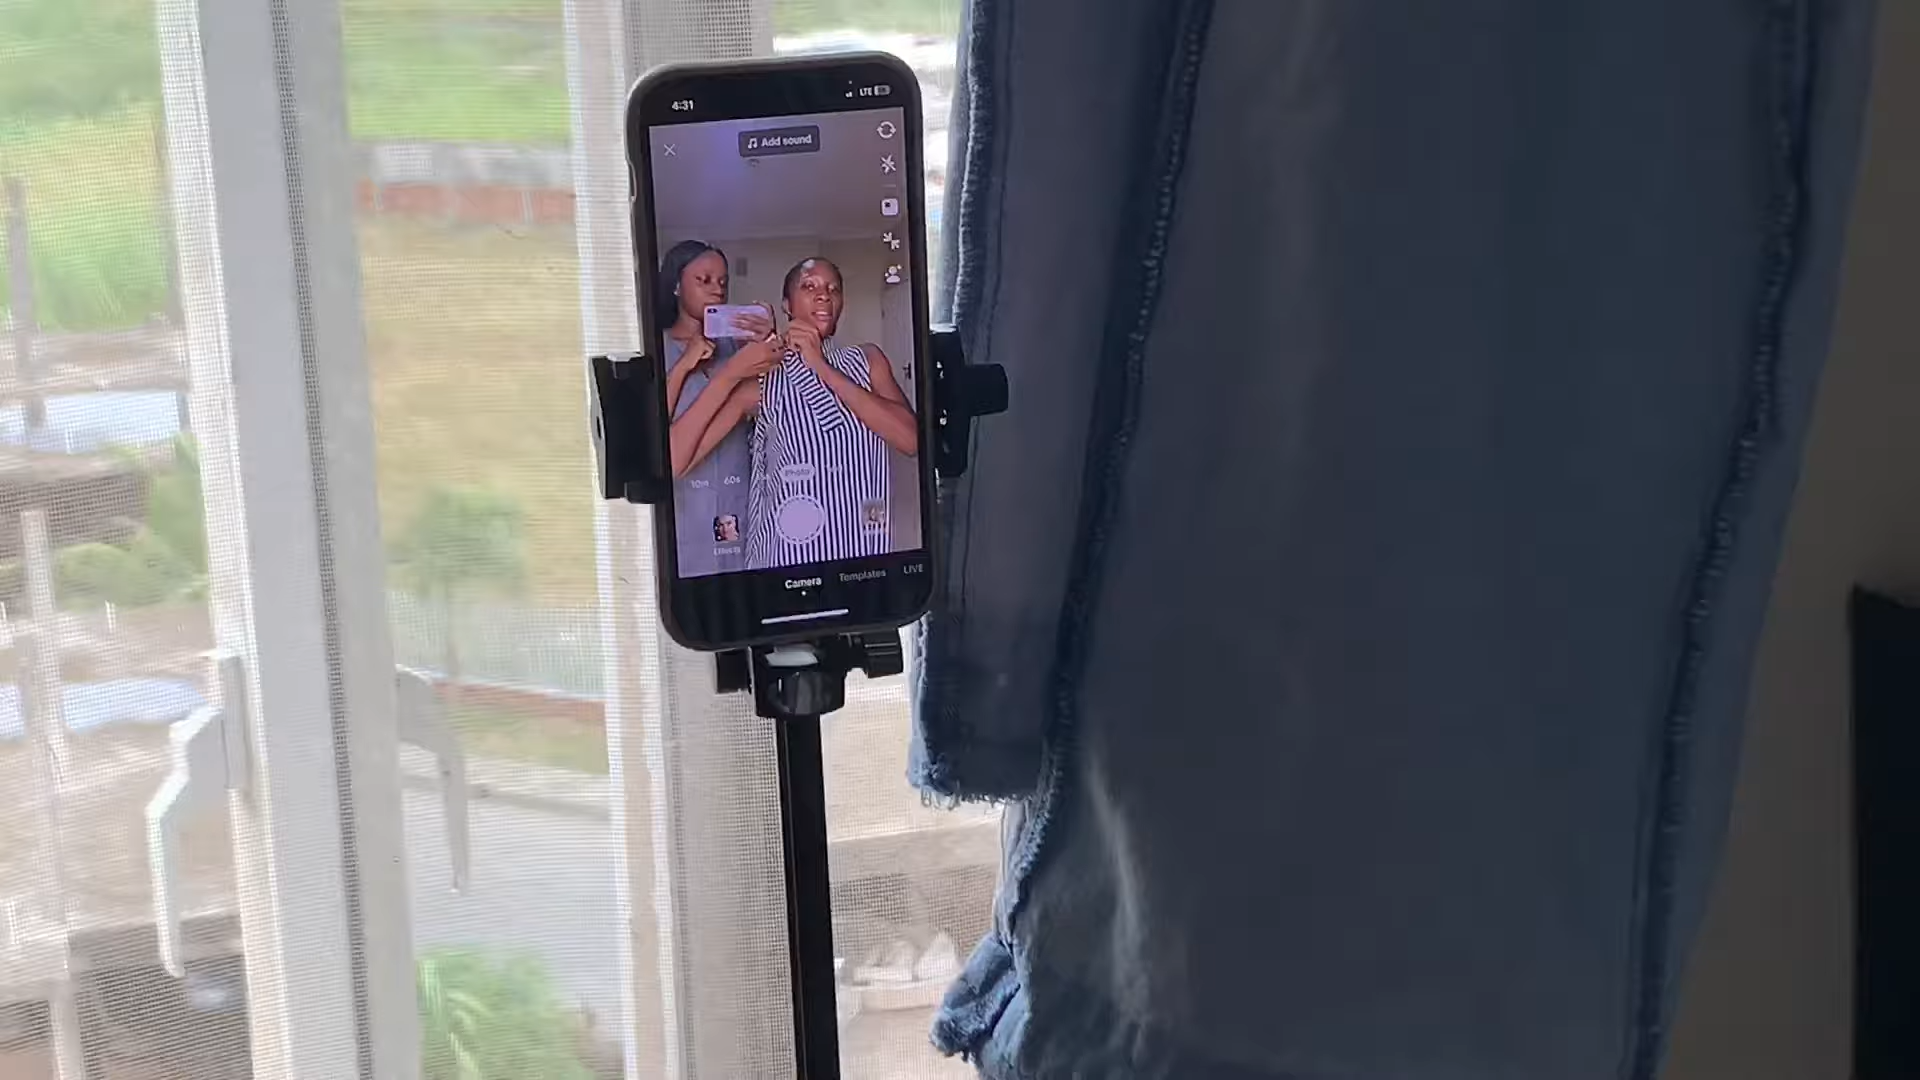 4:31
LTE
Add sound
Photo
10m 60s
Effects
Camera Templates LIVE